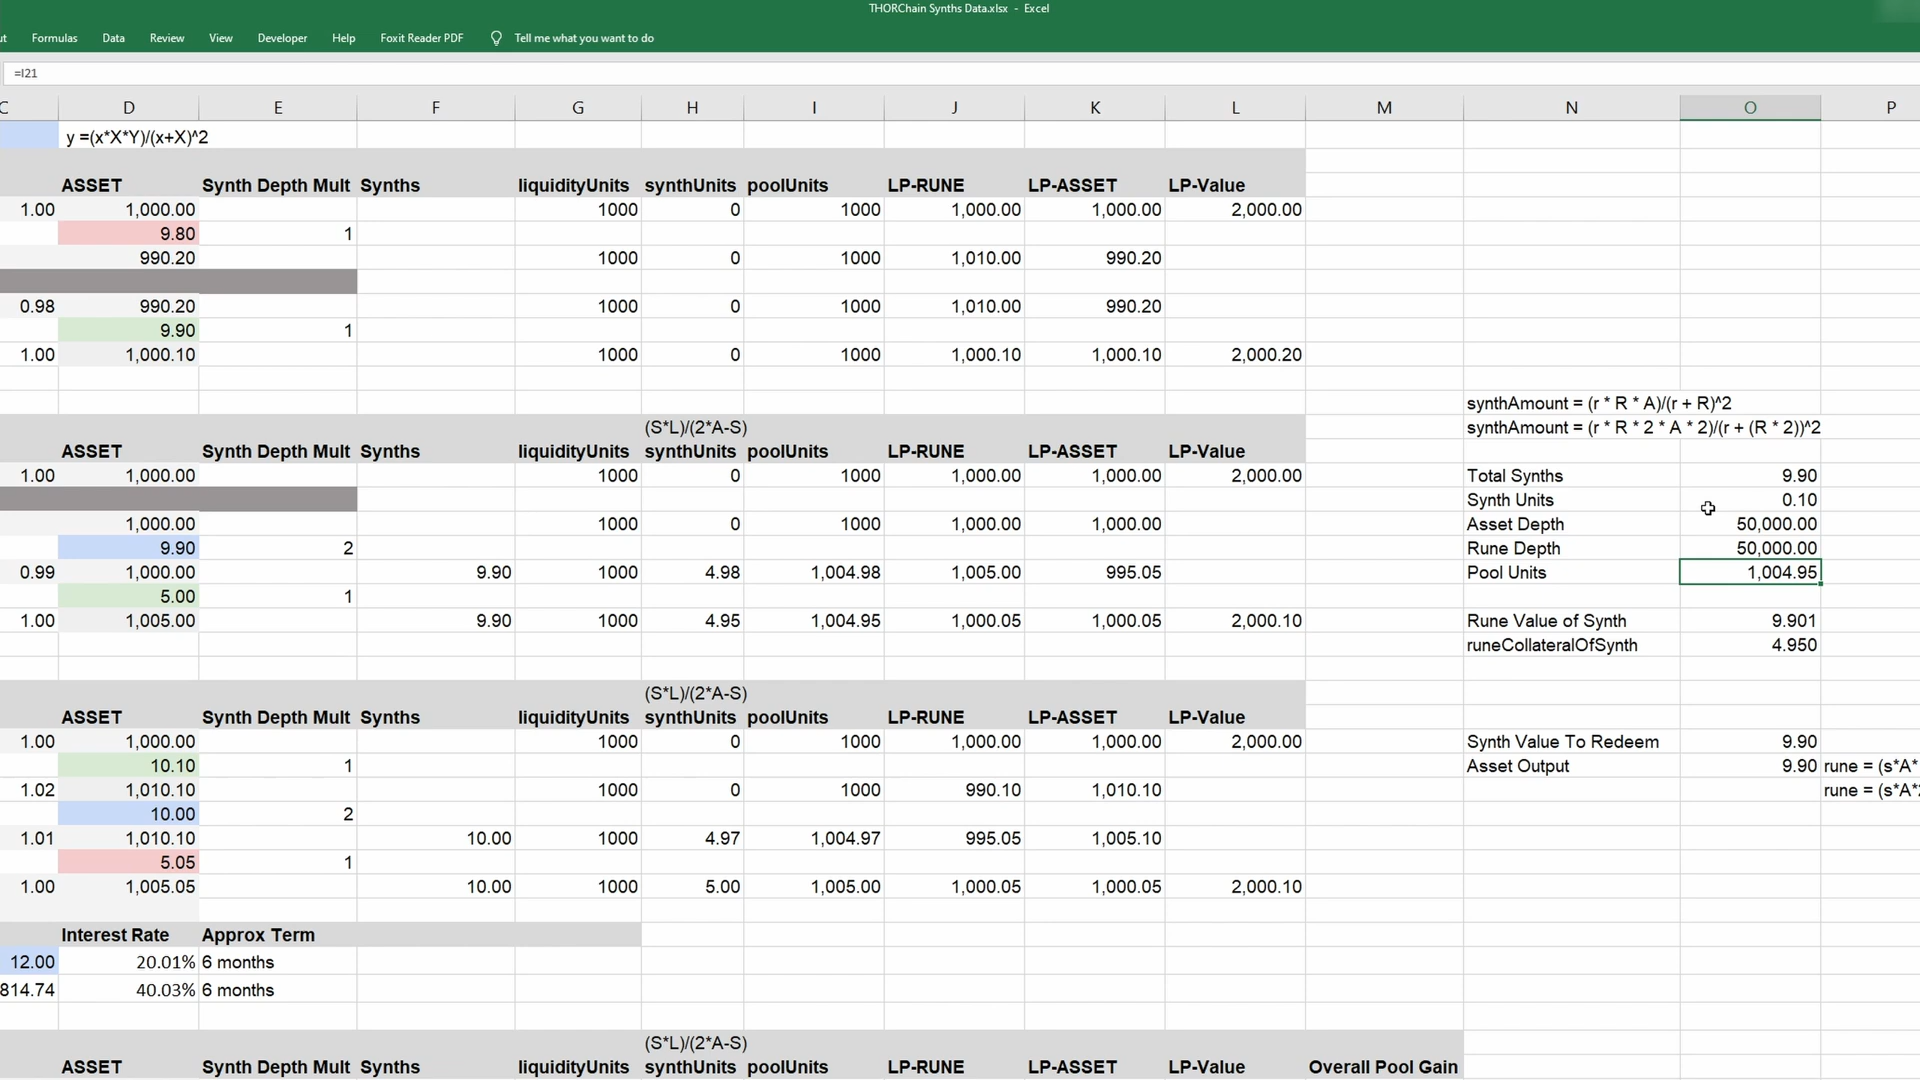 THORChain Synths Data.xlsx - Excel
ut Formulas Data Review View Developer Help Foxit Reader PDF Tell me what you want to do
=I21
C D E F G H I J K L M N O P
y =(x*X*Y)/(x+X)^2
ASSET Synth Depth Mult Synths liquidityUnits synthUnits poolUnits LP-RUNE LP-ASSET LP-Value
1.00 1,000.00 1000 0 1000 1,000.00 1,000.00 2,000.00
9.80 1
990.20 1000 0 1000 1,010.00 990.20
0.98 990.20 1000 0 1000 1,010.00 990.20
9.90 1
1.00 1,000.10 1000 0 1000 1,000.10 1,000.10 2,000.20
synthAmount = (r * R * A)/(r + R)^2
(S*L)/(2*A-S) synthAmount = (r * R * 2 * A * 2)/(r + (R * 2))^2
ASSET Synth Depth Mult Synths liquidityUnits synthUnits poolUnits LP-RUNE LP-ASSET LP-Value
1.00 1,000.00 1000 0 1000 1,000.00 1,000.00 2,000.00 Total Synths 9.90
Synth Units 0.10
1,000.00 1000 0 1000 1,000.00 1,000.00 Asset Depth 50,000.00
9.90 2 Rune Depth 50,000.00
0.99 1,000.00 9.90 1000 4.98 1,004.98 1,005.00 995.05 Pool Units 1,004.95
5.00 1
1.00 1,005.00 9.90 1000 4.95 1,004.95 1,000.05 1,000.05 2,000.10 Rune Value of Synth 9.901
runeCollateralOfSynth 4.950
(S*L)/(2*A-S)
ASSET Synth Depth Mult Synths liquidityUnits synthUnits poolUnits LP-RUNE LP-ASSET LP-Value
1.00 1,000.00 1000 0 1000 1,000.00 1,000.00 2,000.00 Synth Value To Redeem 9.90
10.10 1 Asset Output 9.90 rune = (s*A*
1.02 1,010.10 1000 0 1000 990.10 1,010.10 rune = (s*A*2
10.00 2
1.01 1,010.10 10.00 1000 4.97 1,004.97 995.05 1,005.10
5.05 1
1.00 1,005.05 10.00 1000 5.00 1,005.00 1,000.05 1,000.05 2,000.10
Interest Rate Approx Term
12.00 20.01% 6 months
814.74 40.03% 6 months
(S*L)/(2*A-S)
ASSET Synth Depth Mult Synths liquidityUnits synthUnits poolUnits LP-RUNE LP-ASSET LP-Value Overall Pool Gain